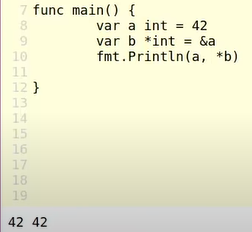 7 func main() {
8 var a int = 42
9 var b *int = &a
10 fmt.Println(a, *b)
11
12 }
13
14
15
16
17
18
19
42 42